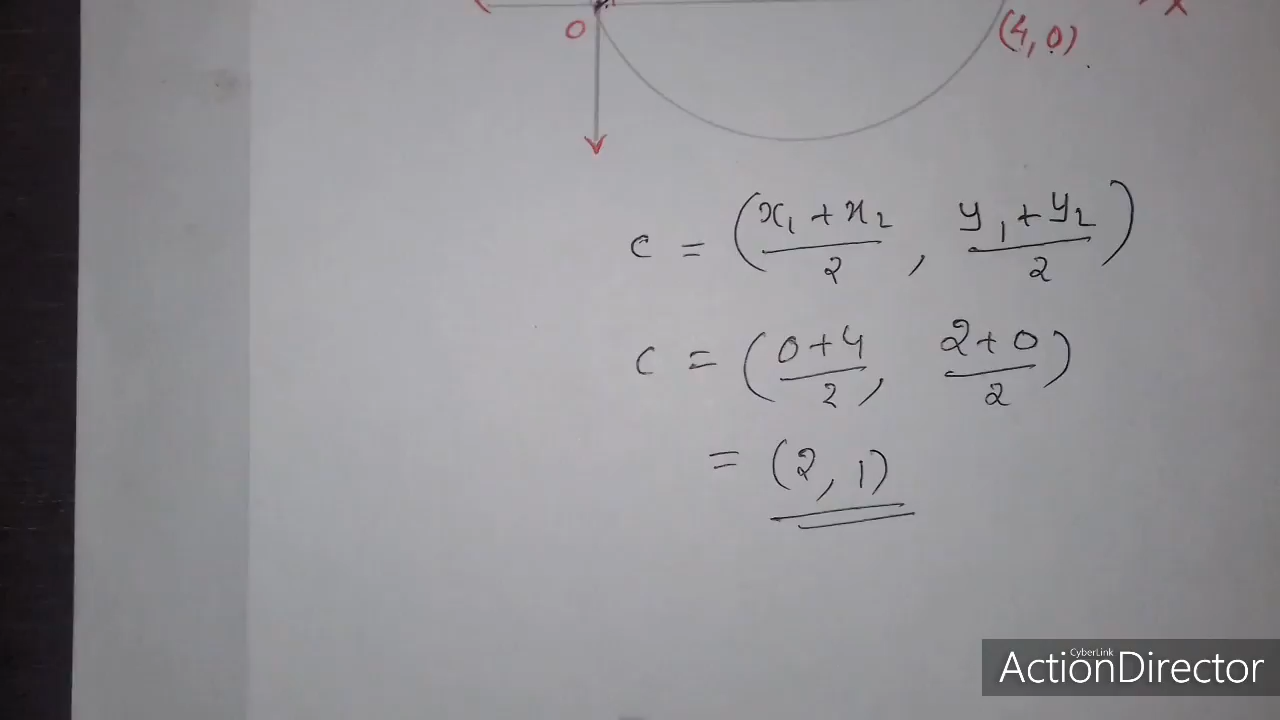 O (4, 0) X
C = (x₁ + x₂ / 2 , y₁ + y₂ / 2)
C = (0 + 4 / 2, 2 + 0 / 2)
= (2, 1)
CyberLink
ActionDirector